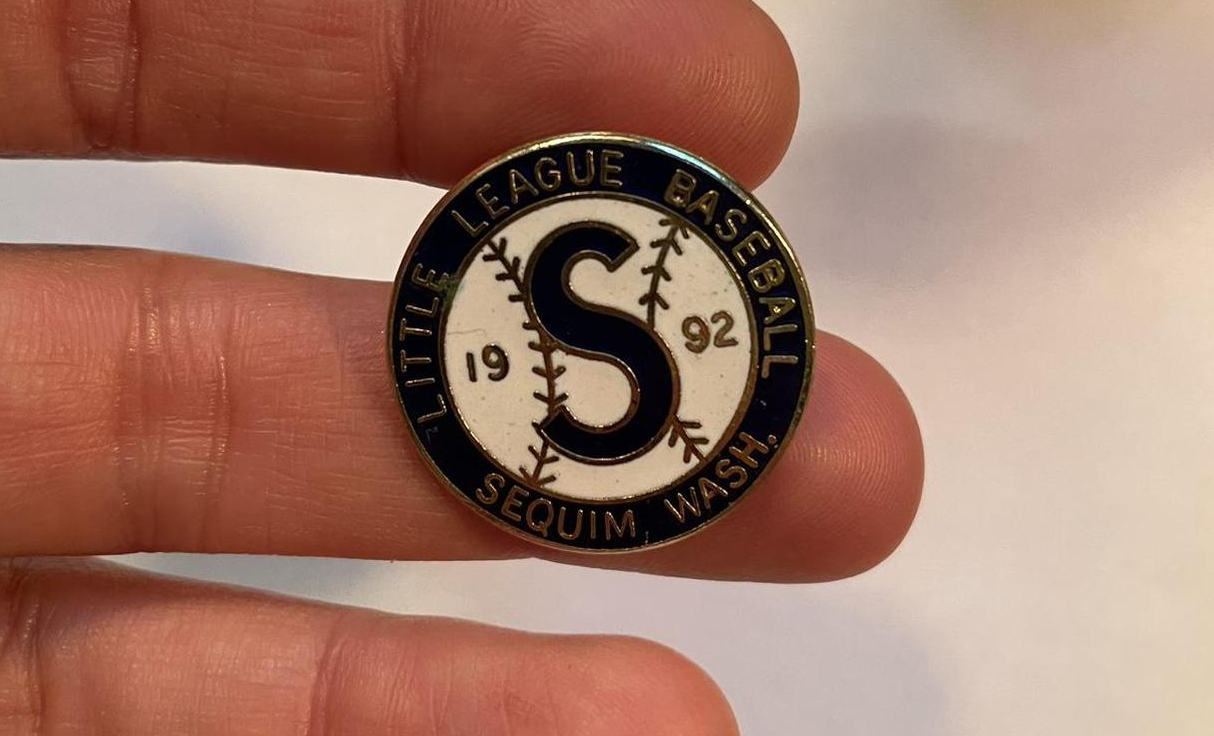 LITTLE LEAGUE BASEBALL
S
19 92
SEQUIM, WASH.